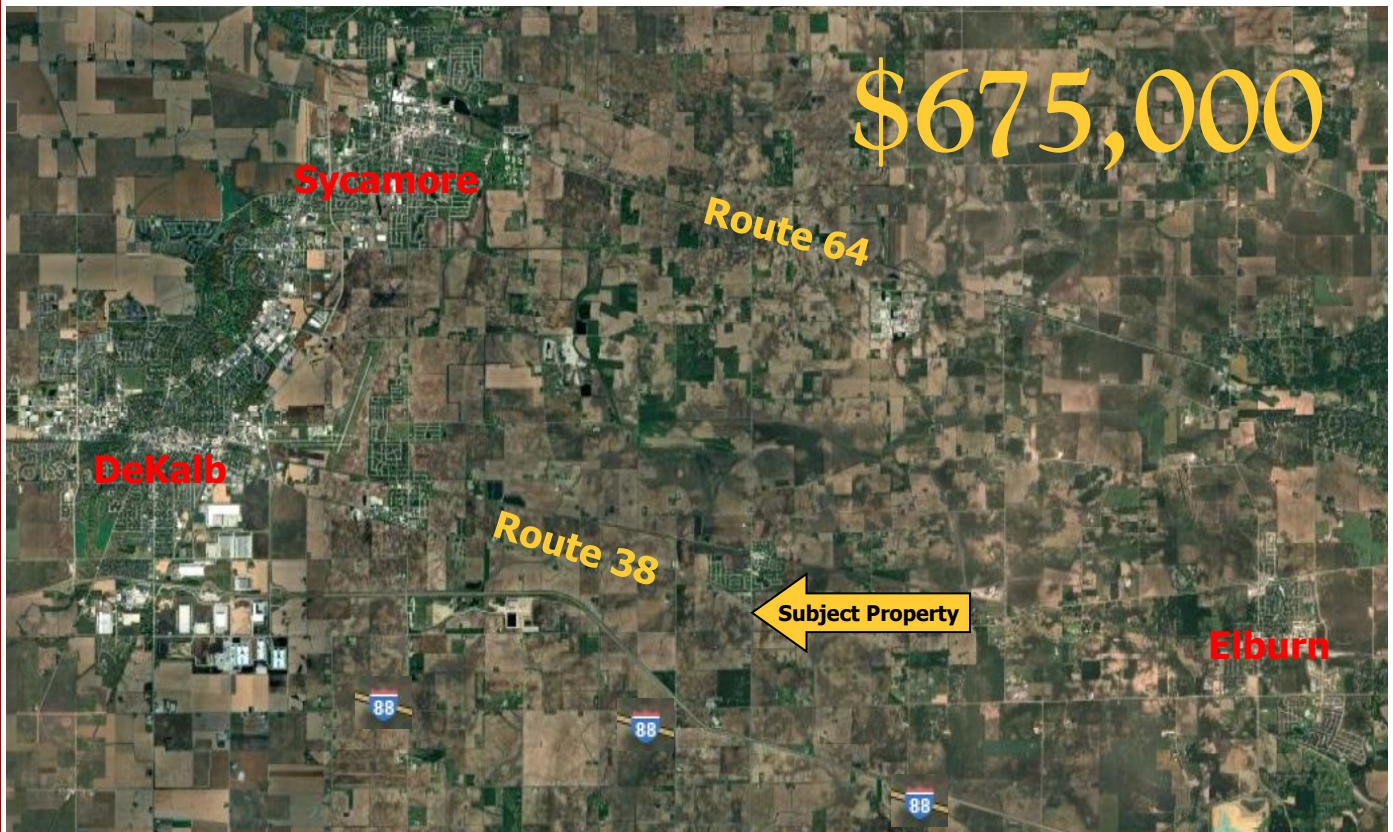 $675,000
Sycamore
Route 64
DeKalb
Route 38
Subject Property
Elburn
88
88
88